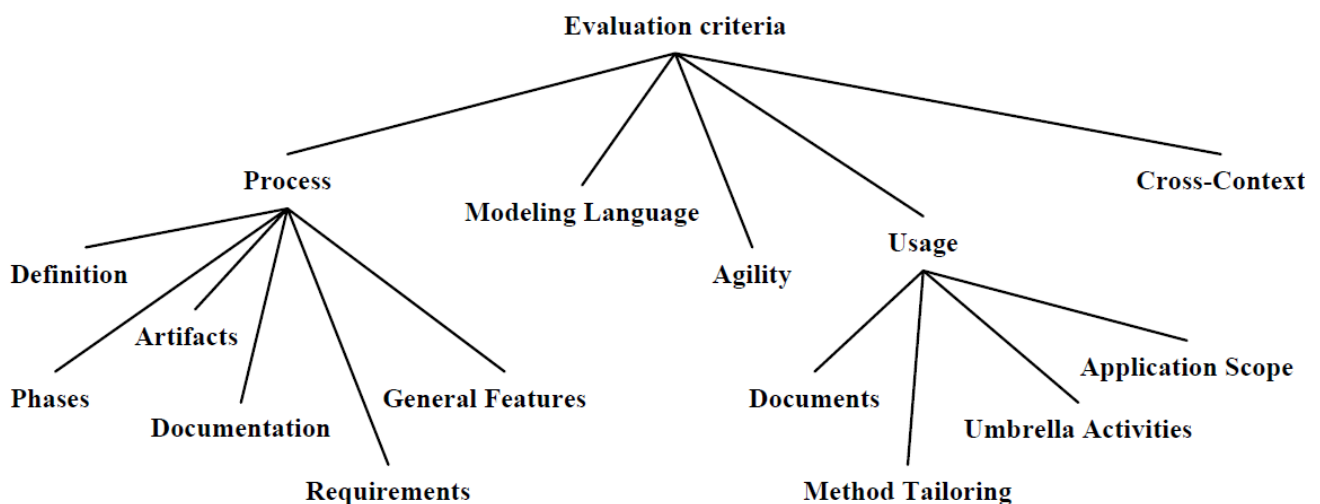 Evaluation criteria
Process
Modeling Language
Agility
Usage
Cross-Context
Definition
Artifacts
Phases
Documentation
Requirements
General Features
Documents
Method Tailoring
Umbrella Activities
Application Scope